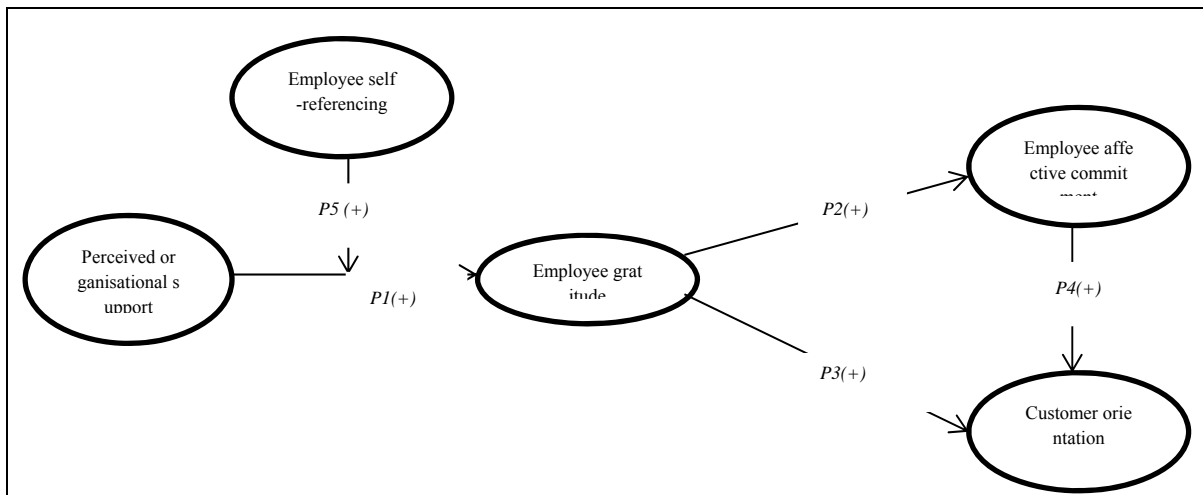 Employee self
-referencing
P5 (+)
Perceived or
ganisational s
upport
P1(+)
Employee grat
itude
P2(+)
P3(+)
Employee affe
ctive commit
ment
P4(+)
Customer orie
ntation